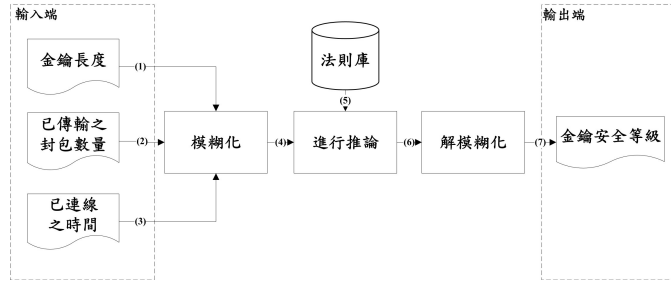 輸入端
輸出端
金鑰長度
(1)
法則庫
(5)
已傳輸之
封包數量
(2)
模糊化
(4)
進行推論
(6)
解模糊化
(7)
金鑰安全等級
已連線
之時間
(3)